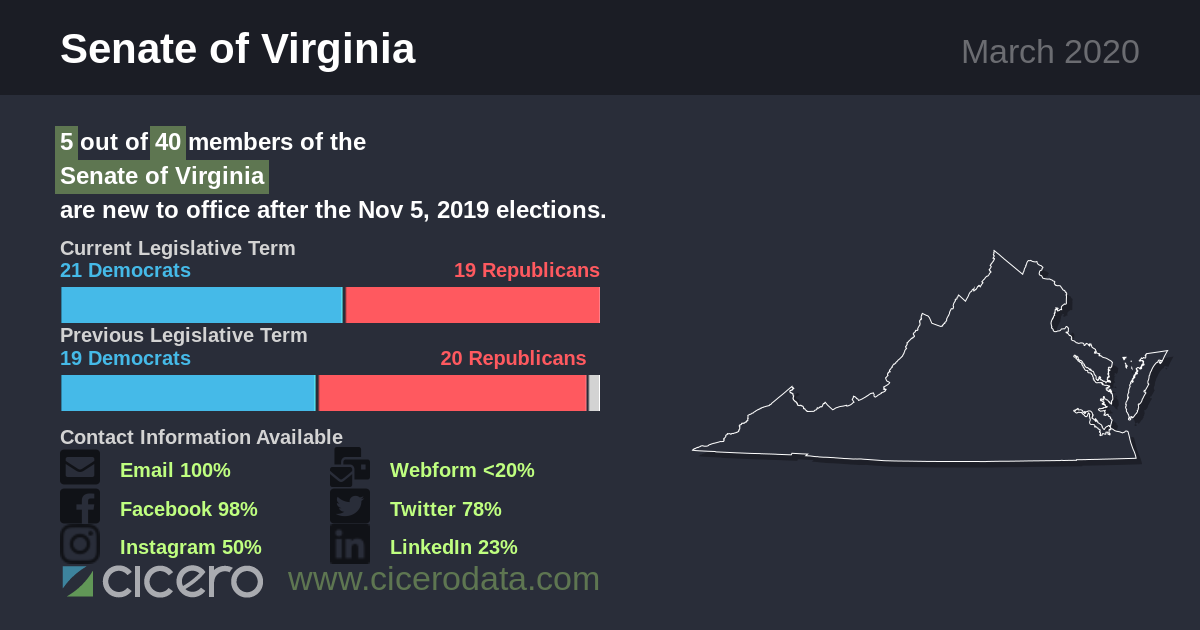 Senate of Virginia
March 2020
5 out of 40 members of the
Senate of Virginia
are new to office after the Nov 5, 2019 elections.
Current Legislative Term
21 Democrats 19 Republicans
Previous Legislative Term
19 Democrats 20 Republicans
Contact Information Available
Email 100% Webform <20%
Facebook 98% Twitter 78%
Instagram 50% LinkedIn 23%
cicero www.cicerodata.com